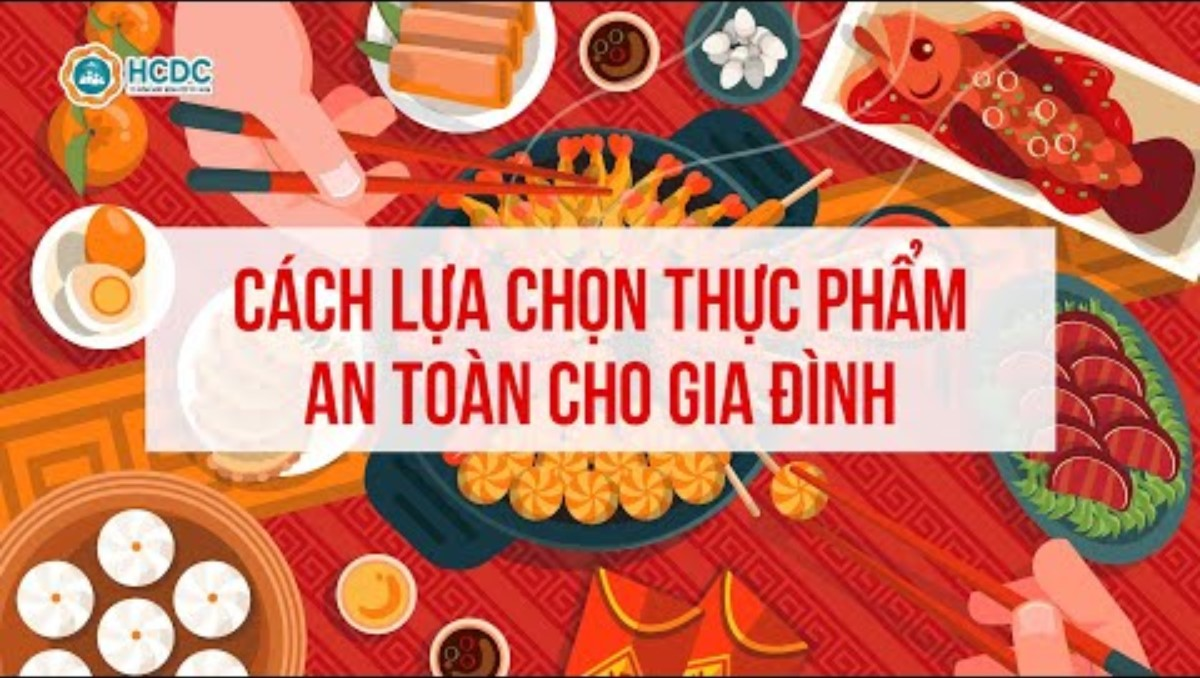 HCDC
CÁCH LỰA CHỌN THỰC PHẨM
AN TOÀN CHO GIA ĐÌNH